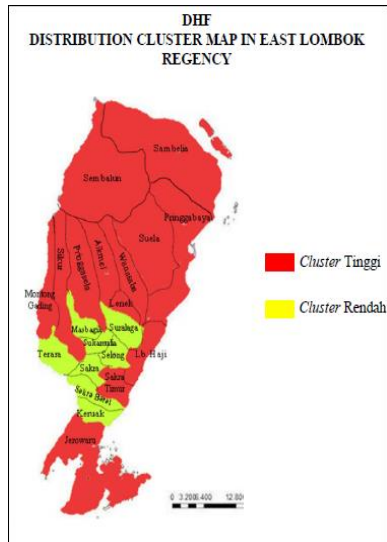 DHF
DISTRIBUTION CLUSTER MAP IN EAST LOMBOK
REGENCY
Sambelia
Sembalun
Pringgabaya
Suela
Sikur
Pringgasela
Aikmel
Wanasaba
Montong
Gading
Lenek
Masbagik
Suralaga
Sukamulia
Terara
Selong
Lb. Haji
Sakra
Sakra
Timur
Sakra Barat
Keruak
Jerowaru
Cluster Tinggi
Cluster Rendah